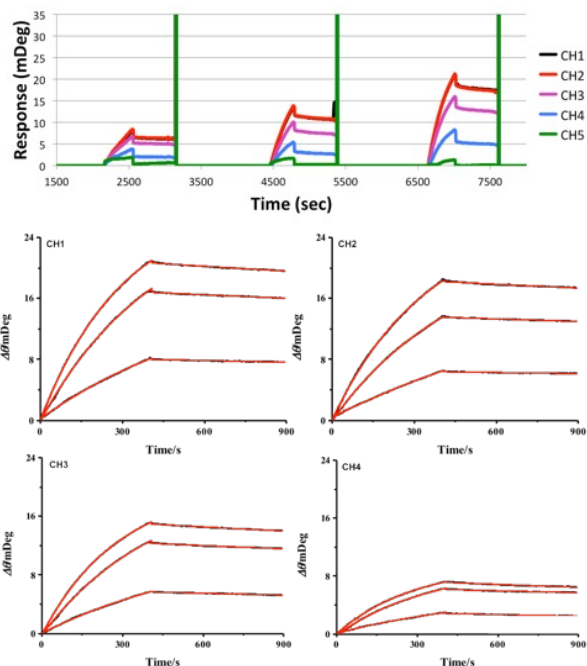 Response (mDeg)
35
30
25
20
15
10
5
0
1500 2500 3500 4500 5500 6500 7500
Time (sec)
CH1
CH2
CH3
CH4
CH5
CH1
Δθ/mDeg
24
16
8
0
0 300 600 900
Time/s
CH2
Δθ/mDeg
24
16
8
0
0 300 600 900
Time/s
CH3
Δθ/mDeg
24
16
8
0
0 300 600 900
Time/s
CH4
Δθ/mDeg
24
16
8
0
0 300 600 900
Time/s